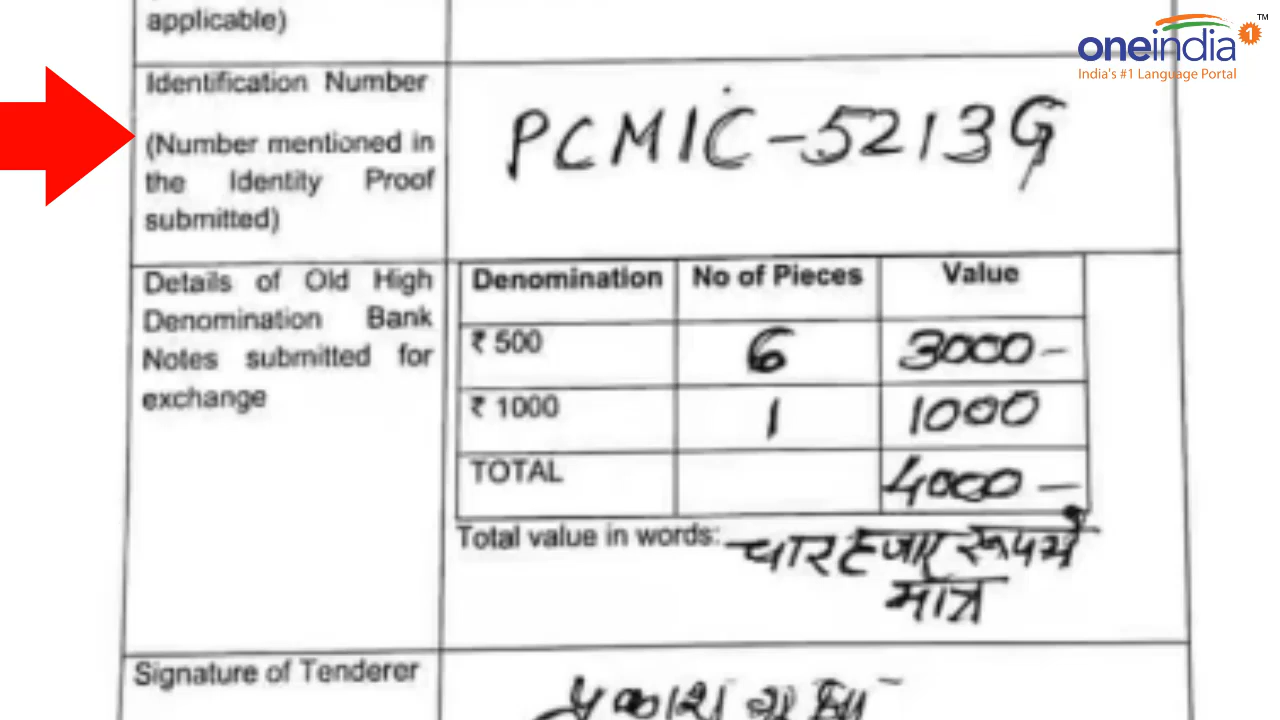 applicable)
oneindia 1 ™
India's #1 Language Portal
Identification Number
(Number mentioned in
the Identity Proof
submitted)
PCMIC-5213G
Details of Old High
Denomination Bank
Notes submitted for
exchange
Denomination No of Pieces Value
₹ 500 6 3000-
₹ 1000 1 1000
TOTAL 4000-
Total value in words: चार हजार रूपये
मात्र
Signature of Tenderer